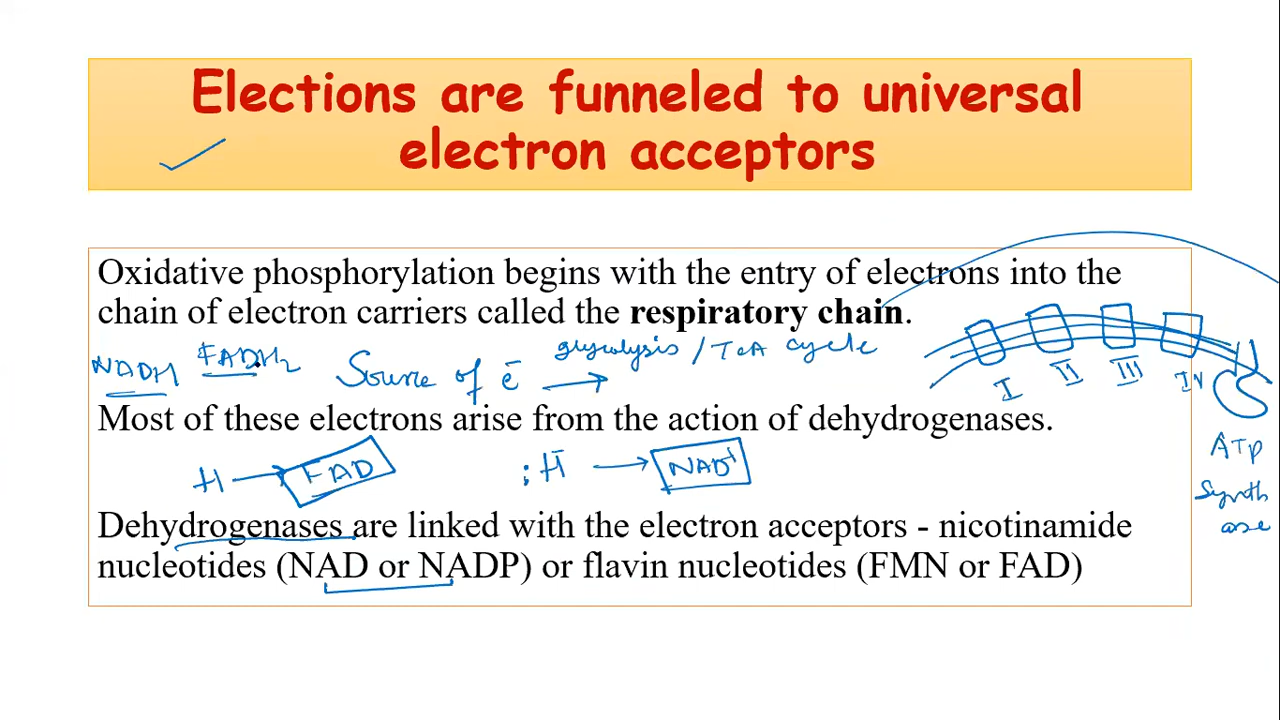 Elections are funneled to universal
electron acceptors
Oxidative phosphorylation begins with the entry of electrons into the
chain of electron carriers called the respiratory chain.
NADH FADH2 Source of ē → glycolysis / TCA cycle
I II III IV
Most of these electrons arise from the action of dehydrogenases.
ATP
Synth
ase
H → FAD :H̄ → NAD+
Dehydrogenases are linked with the electron acceptors - nicotinamide
nucleotides (NAD or NADP) or flavin nucleotides (FMN or FAD)